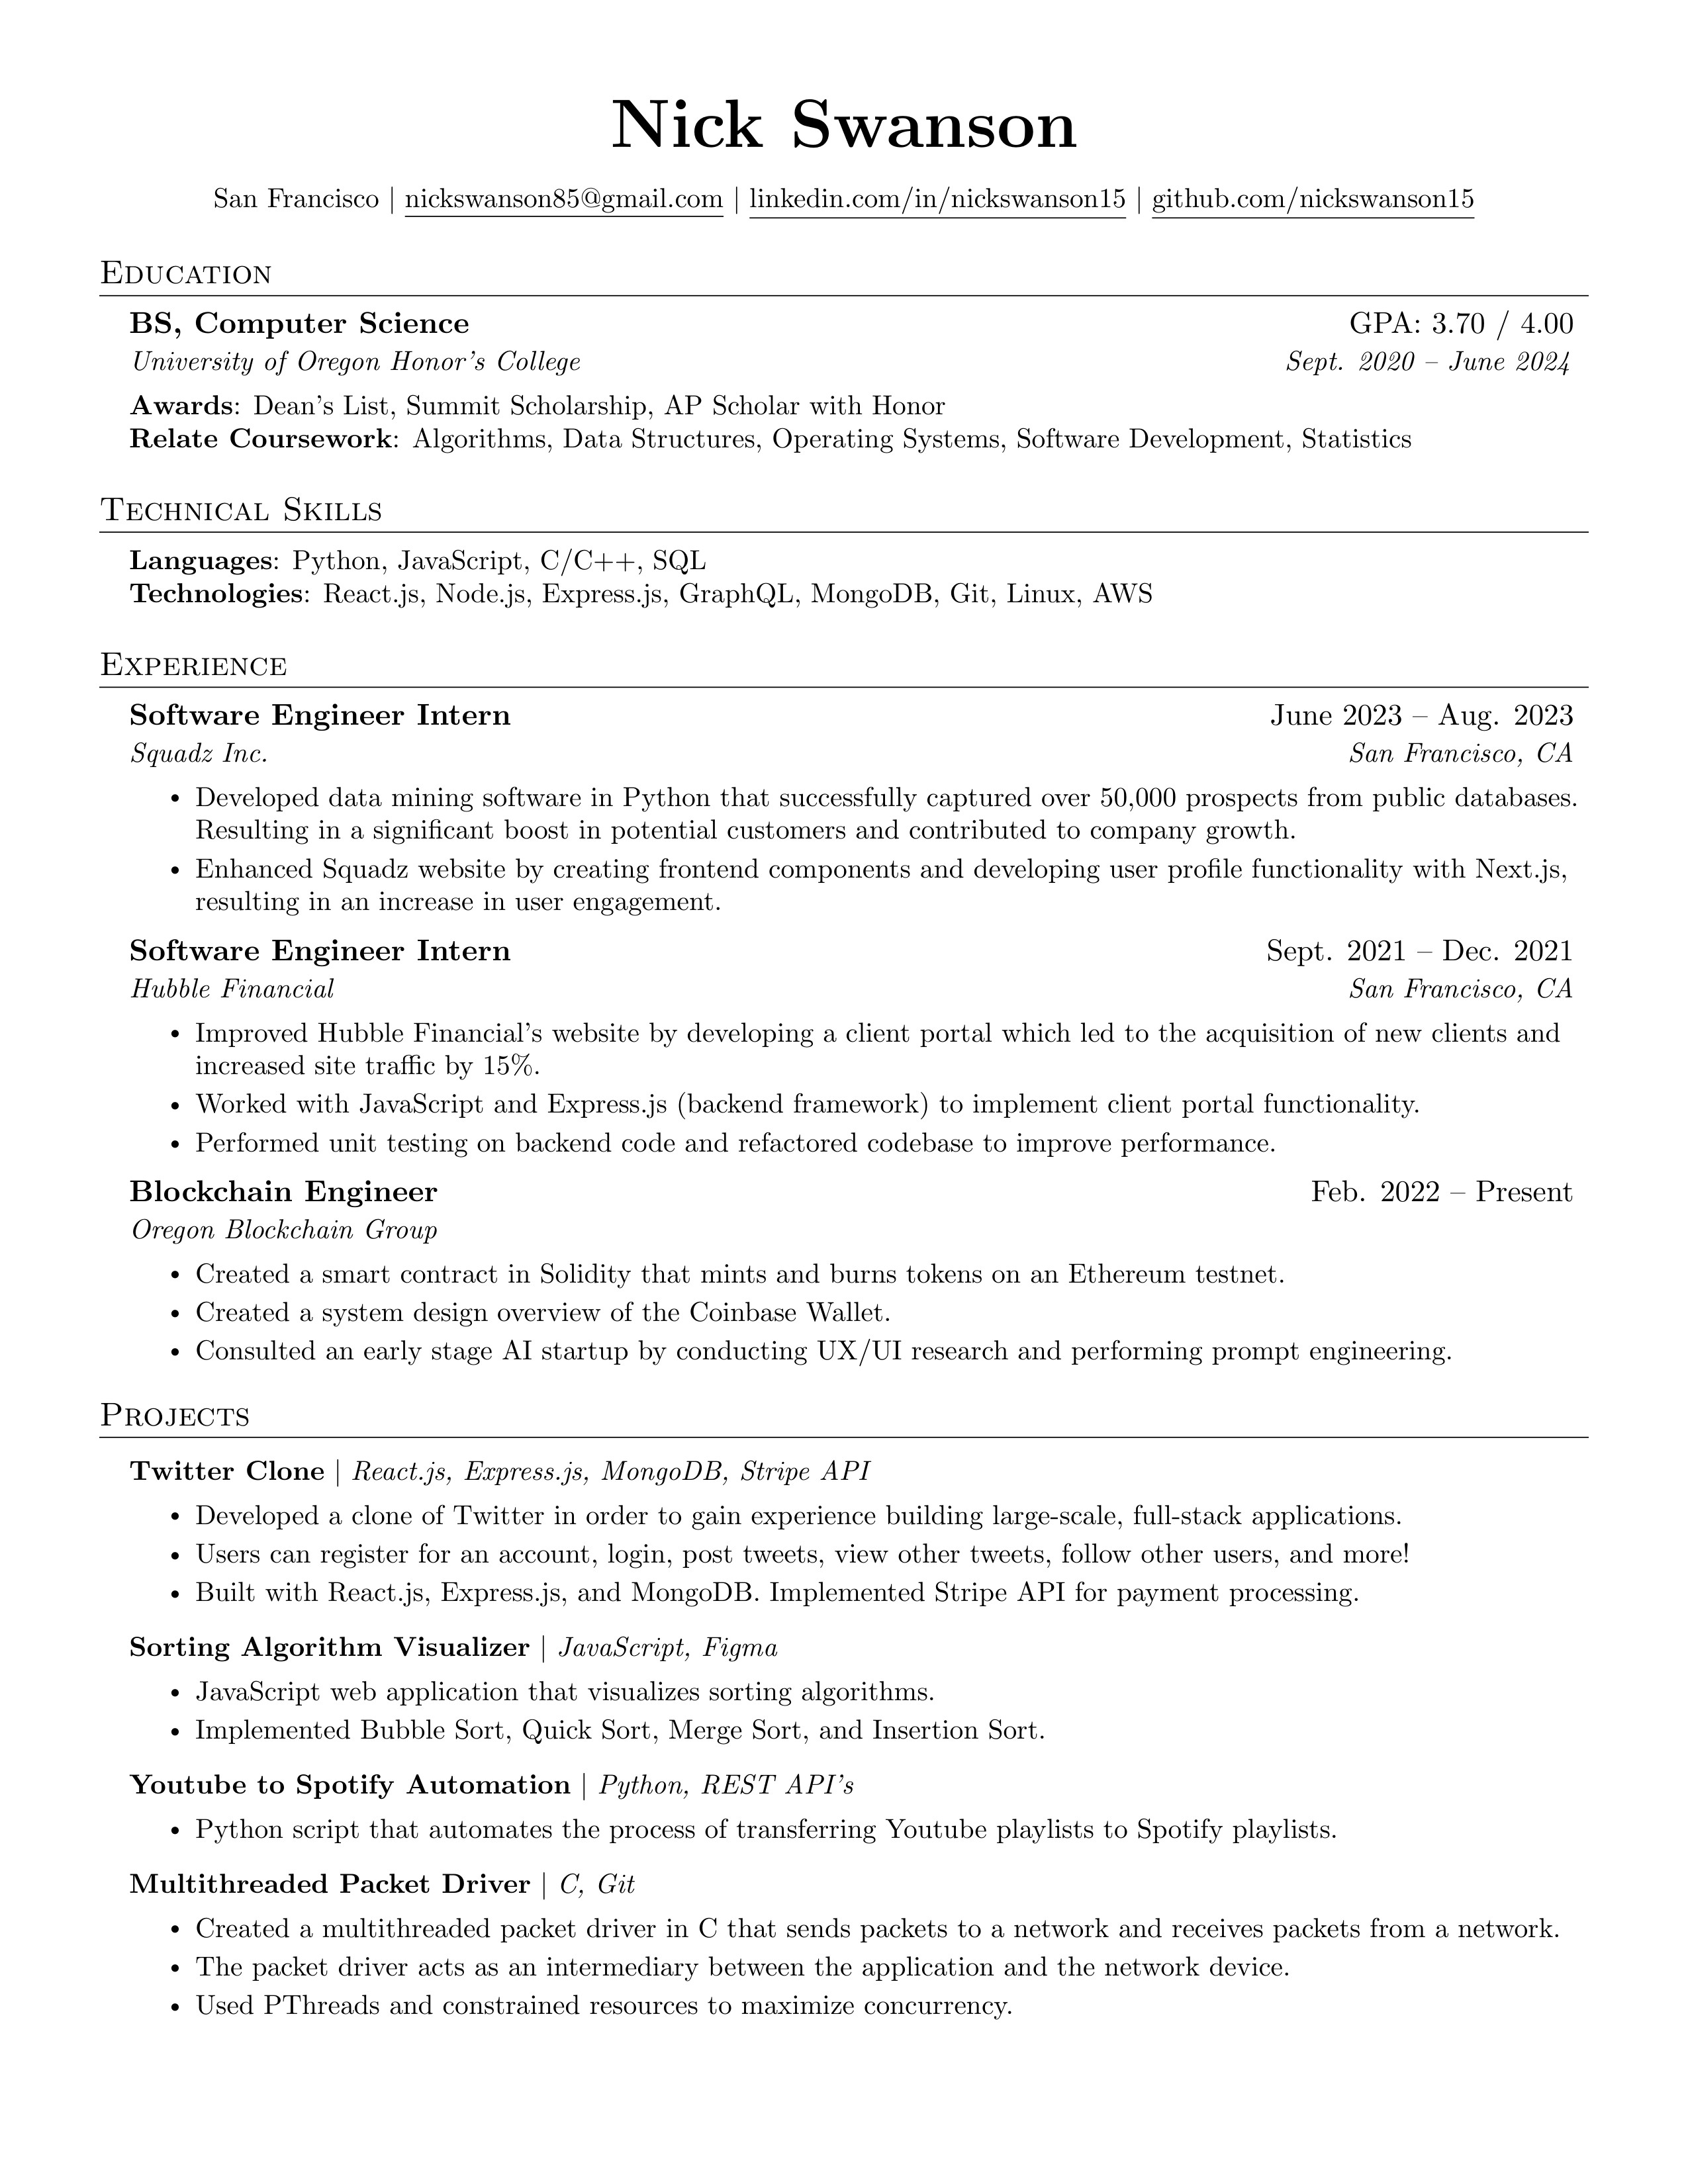 Nick Swanson
San Francisco | nickswanson85@gmail.com | linkedin.com/in/nickswanson15 | github.com/nickswanson15
Education
BS, Computer Science GPA: 3.70 / 4.00
University of Oregon Honor's College Sept. 2020 – June 2024
Awards: Dean's List, Summit Scholarship, AP Scholar with Honor
Relate Coursework: Algorithms, Data Structures, Operating Systems, Software Development, Statistics
Technical Skills
Languages: Python, JavaScript, C/C++, SQL
Technologies: React.js, Node.js, Express.js, GraphQL, MongoDB, Git, Linux, AWS
Experience
Software Engineer Intern June 2023 – Aug. 2023
Squadz Inc. San Francisco, CA
• Developed data mining software in Python that successfully captured over 50,000 prospects from public databases.
Resulting in a significant boost in potential customers and contributed to company growth.
• Enhanced Squadz website by creating frontend components and developing user profile functionality with Next.js,
resulting in an increase in user engagement.
Software Engineer Intern Sept. 2021 – Dec. 2021
Hubble Financial San Francisco, CA
• Improved Hubble Financial's website by developing a client portal which led to the acquisition of new clients and
increased site traffic by 15%.
• Worked with JavaScript and Express.js (backend framework) to implement client portal functionality.
• Performed unit testing on backend code and refactored codebase to improve performance.
Blockchain Engineer Feb. 2022 – Present
Oregon Blockchain Group
• Created a smart contract in Solidity that mints and burns tokens on an Ethereum testnet.
• Created a system design overview of the Coinbase Wallet.
• Consulted an early stage AI startup by conducting UX/UI research and performing prompt engineering.
Projects
Twitter Clone | React.js, Express.js, MongoDB, Stripe API
• Developed a clone of Twitter in order to gain experience building large-scale, full-stack applications.
• Users can register for an account, login, post tweets, view other tweets, follow other users, and more!
• Built with React.js, Express.js, and MongoDB. Implemented Stripe API for payment processing.
Sorting Algorithm Visualizer | JavaScript, Figma
• JavaScript web application that visualizes sorting algorithms.
• Implemented Bubble Sort, Quick Sort, Merge Sort, and Insertion Sort.
Youtube to Spotify Automation | Python, REST API's
• Python script that automates the process of transferring Youtube playlists to Spotify playlists.
Multithreaded Packet Driver | C, Git
• Created a multithreaded packet driver in C that sends packets to a network and receives packets from a network.
• The packet driver acts as an intermediary between the application and the network device.
• Used PThreads and constrained resources to maximize concurrency.